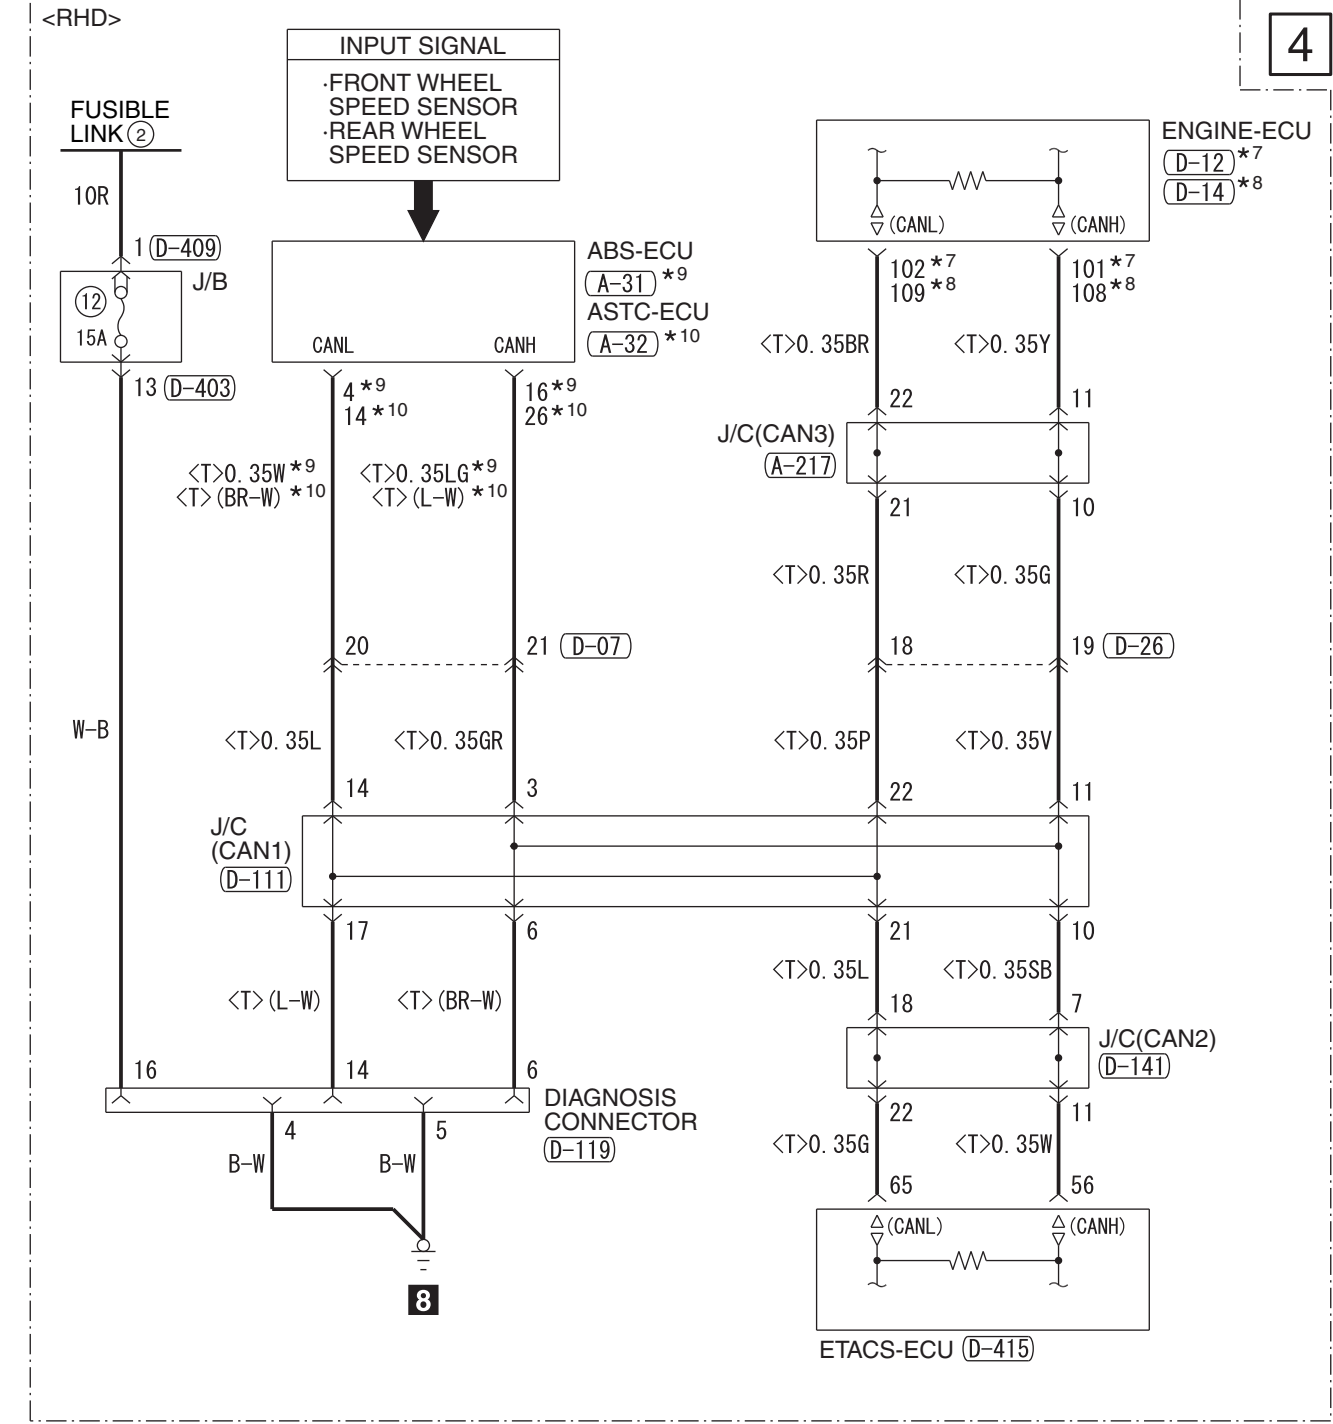 <RHD>
4
INPUT SIGNAL
·FRONT WHEEL
SPEED SENSOR
·REAR WHEEL
SPEED SENSOR
FUSIBLE
LINK ②
10R
1 D-409
J/B
⑫
15A
13 D-403
ABS-ECU
A-31 *9
ASTC-ECU
A-32 *10
CANL
CANH
4*9
14*10
16*9
26*10
<T>0.35W*9
<T>(BR-W)*10
<T>0.35LG*9
<T>(L-W)*10
20
21 D-07
W-B
<T>0.35L
<T>0.35GR
14
3
J/C
(CAN1)
D-111
17
6
<T>(L-W)
<T>(BR-W)
16
14
6
DIAGNOSIS
CONNECTOR
D-119
4
5
B-W
B-W
8
ENGINE-ECU
D-12 *7
D-14 *8
(CANL)
(CANH)
102*7
109*8
101*7
108*8
<T>0.35BR
<T>0.35Y
22
11
J/C(CAN3)
A-217
21
10
<T>0.35R
<T>0.35G
18
19 D-26
<T>0.35P
<T>0.35V
22
11
21
10
<T>0.35L
<T>0.35SB
18
7
J/C(CAN2)
D-141
22
11
<T>0.35G
<T>0.35W
65
56
(CANL)
(CANH)
ETACS-ECU D-415